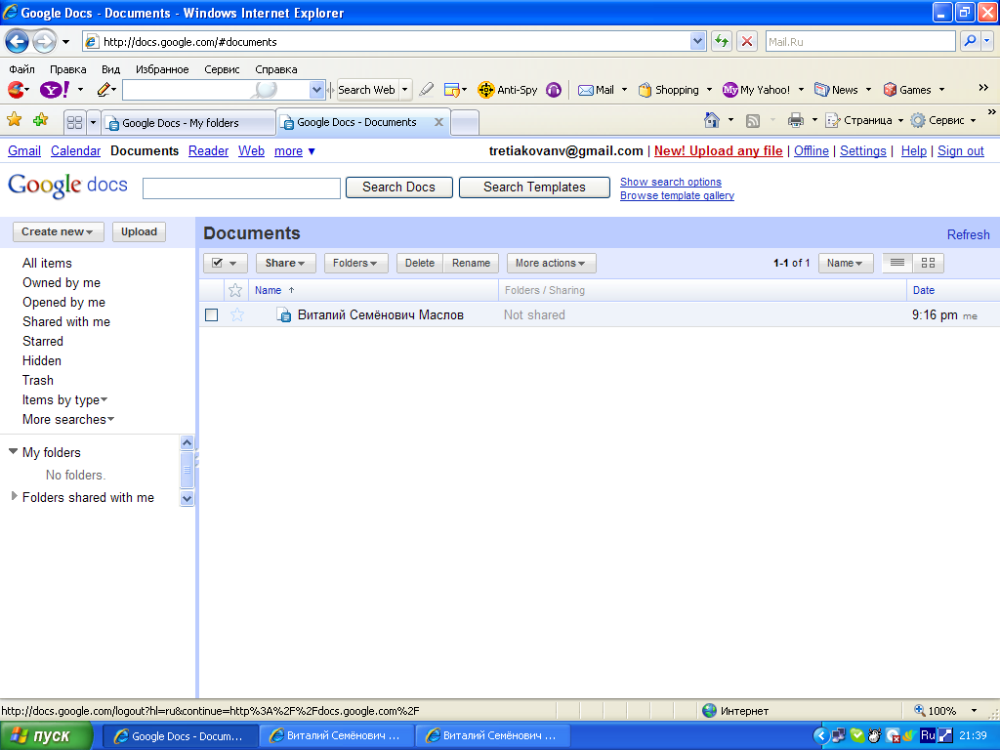 Google Docs - Documents - Windows Internet Explorer
http://docs.google.com/#documents
Mail.Ru
Файл Правка Вид Избранное Сервис Справка
Y! Search Web Anti-Spy Mail Shopping My Yahoo! News Games »
Google Docs - My folders Google Docs - Documents X Страница Сервис »
Gmail Calendar Documents Reader Web more ▼ tretiakovanv@gmail.com | New! Upload any file | Offline | Settings | Help | Sign out
Google docs Search Docs Search Templates Show search options
Browse template gallery
Create new Upload
Documents
Refresh
All items
Owned by me
Opened by me
Shared with me
Starred
Hidden
Trash
Items by type
More searches
My folders
No folders.
Folders shared with me
Share Folders Delete Rename More actions 1-1 of 1 Name
Name ↑ Folders / Sharing Date
Виталий Семёнович Маслов Not shared 9:16 pm me
http://docs.google.com/logout?hl=ru&continue=http%3A%2F%2Fdocs.google.com%2F Интернет 100%
пуск Google Docs - Docum... Виталий Семёнович ... Виталий Семёнович ... Ru 21:39